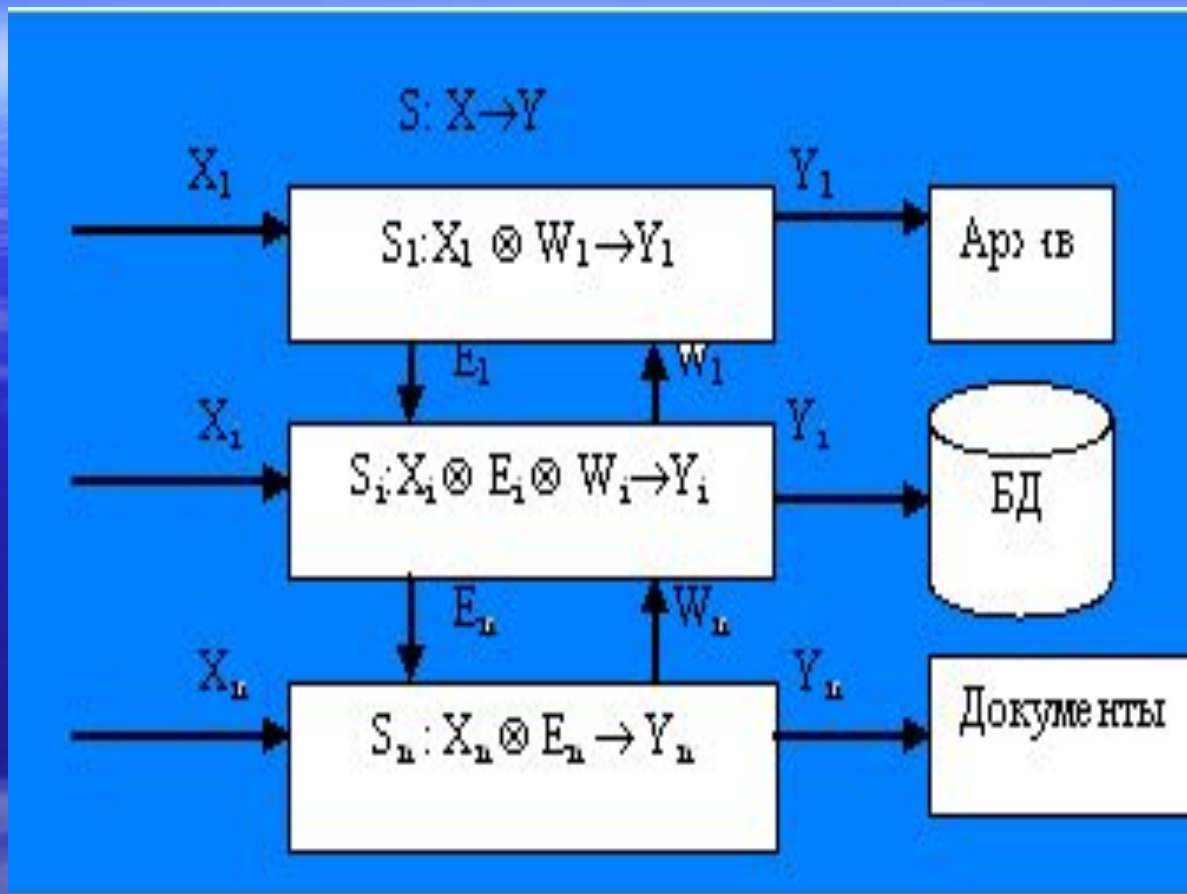 S: X→Y
X₁
Y₁
S₁:X₁ ⊗ W₁→Y₁
Архив
E₁
W₁
Xᵢ
Yᵢ
Sᵢ:Xᵢ⊗ Eᵢ⊗ Wᵢ→Yᵢ
БД
Eₙ
Wₙ
Xₙ
Yₙ
Sₙ: Xₙ⊗ Eₙ → Yₙ
Документы